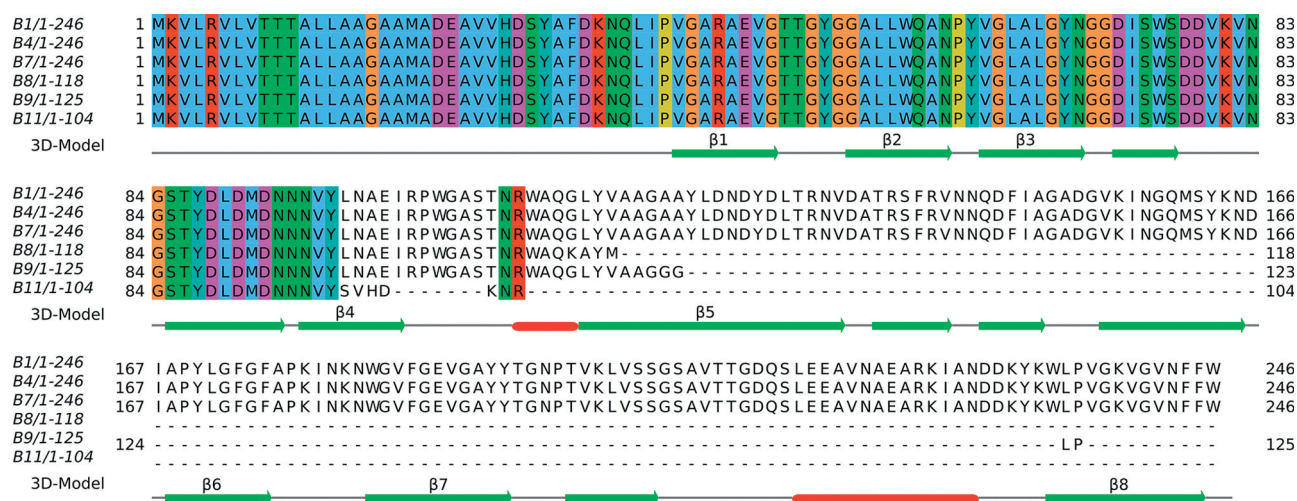 B1/1-246 1 MKVLRVLVTTTALLAAGAAMADEAVVHDSYAFDKNQLIPVGARAEVGTTGYGGALLWQANPYVGLALGYNGGDISWSDDVKVN 83
B4/1-246 1 MKVLRVLVTTTALLAAGAAMADEAVVHDSYAFDKNQLIPVGARAEVGTTGYGGALLWQANPYVGLALGYNGGDISWSDDVKVN 83
B7/1-246 1 MKVLRVLVTTTALLAAGAAMADEAVVHDSYAFDKNQLIPVGARAEVGTTGYGGALLWQANPYVGLALGYNGGDISWSDDVKVN 83
B8/1-118 1 MKVLRVLVTTTALLAAGAAMADEAVVHDSYAFDKNQLIPVGARAEVGTTGYGGALLWQANPYVGLALGYNGGDISWSDDVKVN 83
B9/1-125 1 MKVLRVLVTTTALLAAGAAMADEAVVHDSYAFDKNQLIPVGARAEVGTTGYGGALLWQANPYVGLALGYNGGDISWSDDVKVN 83
B11/1-104 1 MKVLRVLVTTTALLAAGAAMADEAVVHDSYAFDKNQLIPVGARAEVGTTGYGGALLWQANPYVGLALGYNGGDISWSDDVKVN 83
3D-Model β1 β2 β3
B1/1-246 84 GSTYDLDMDNNNVYLNAEIRPWGASTNRWAQGLYVAAGAAYLDNDYDLTRNVDATRSFRVNNQDFIAGADGVKINGQMSYKND 166
B4/1-246 84 GSTYDLDMDNNNVYLNAEIRPWGASTNRWAQGLYVAAGAAYLDNDYDLTRNVDATRSFRVNNQDFIAGADGVKINGQMSYKND 166
B7/1-246 84 GSTYDLDMDNNNVYLNAEIRPWGASTNRWAQGLYVAAGAAYLDNDYDLTRNVDATRSFRVNNQDFIAGADGVKINGQMSYKND 166
B8/1-118 84 GSTYDLDMDNNNVYLNAEIRPWGASTNRWAQKAYM------------------------------------------------ 118
B9/1-125 84 GSTYDLDMDNNNVYLNAEIRPWGASTNRWAQGLYVAAGGG------------------------------------------- 123
B11/1-104 84 GSTYDLDMDNNNVYSVHD-------KNR------------------------------------------------------- 104
3D-Model β4 β5
B1/1-246 167 IAPYLGFGFAPKINKNWGVFGEVGAYYTGNPTVKLVSSGSAVTTGDQSLEEAVNAEARKIANDDKYKWLPVGKVGVNFFW 246
B4/1-246 167 IAPYLGFGFAPKINKNWGVFGEVGAYYTGNPTVKLVSSGSAVTTGDQSLEEAVNAEARKIANDDKYKWLPVGKVGVNFFW 246
B7/1-246 167 IAPYLGFGFAPKINKNWGVFGEVGAYYTGNPTVKLVSSGSAVTTGDQSLEEAVNAEARKIANDDKYKWLPVGKVGVNFFW 246
B8/1-118 --------------------------------------------------------------------------------
B9/1-125 124 --------------------------------------------------------------------LP---------- 125
B11/1-104 --------------------------------------------------------------------------------
3D-Model β6 β7 β8